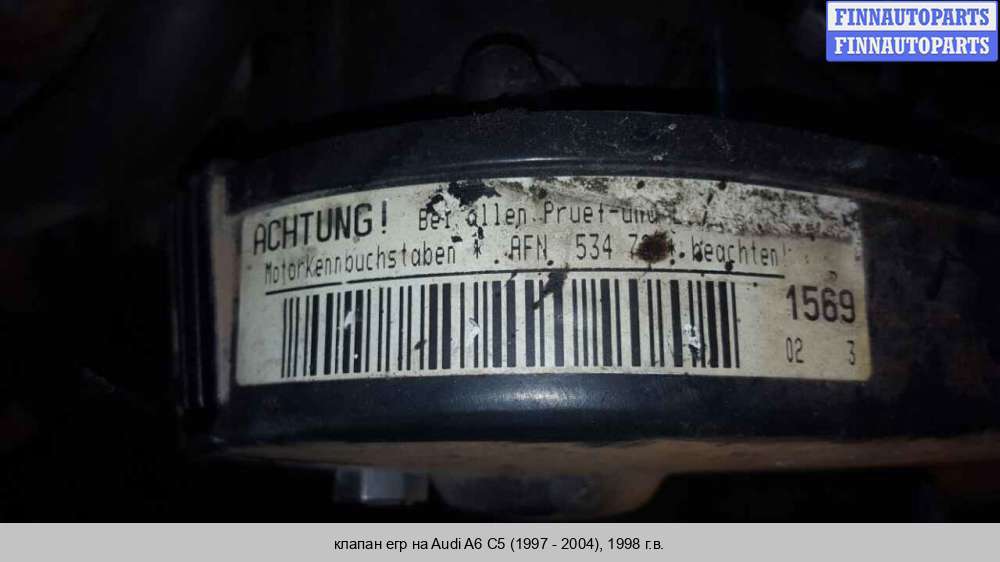 FINNAUTOPARTS
FINNAUTOPARTS
ACHTUNG! Bei allen Pruef-und
Motorkennbuchstaben * AFN 534 beachten!
1569
02 3
клапан егр на Audi A6 C5 (1997 - 2004), 1998 г.в.